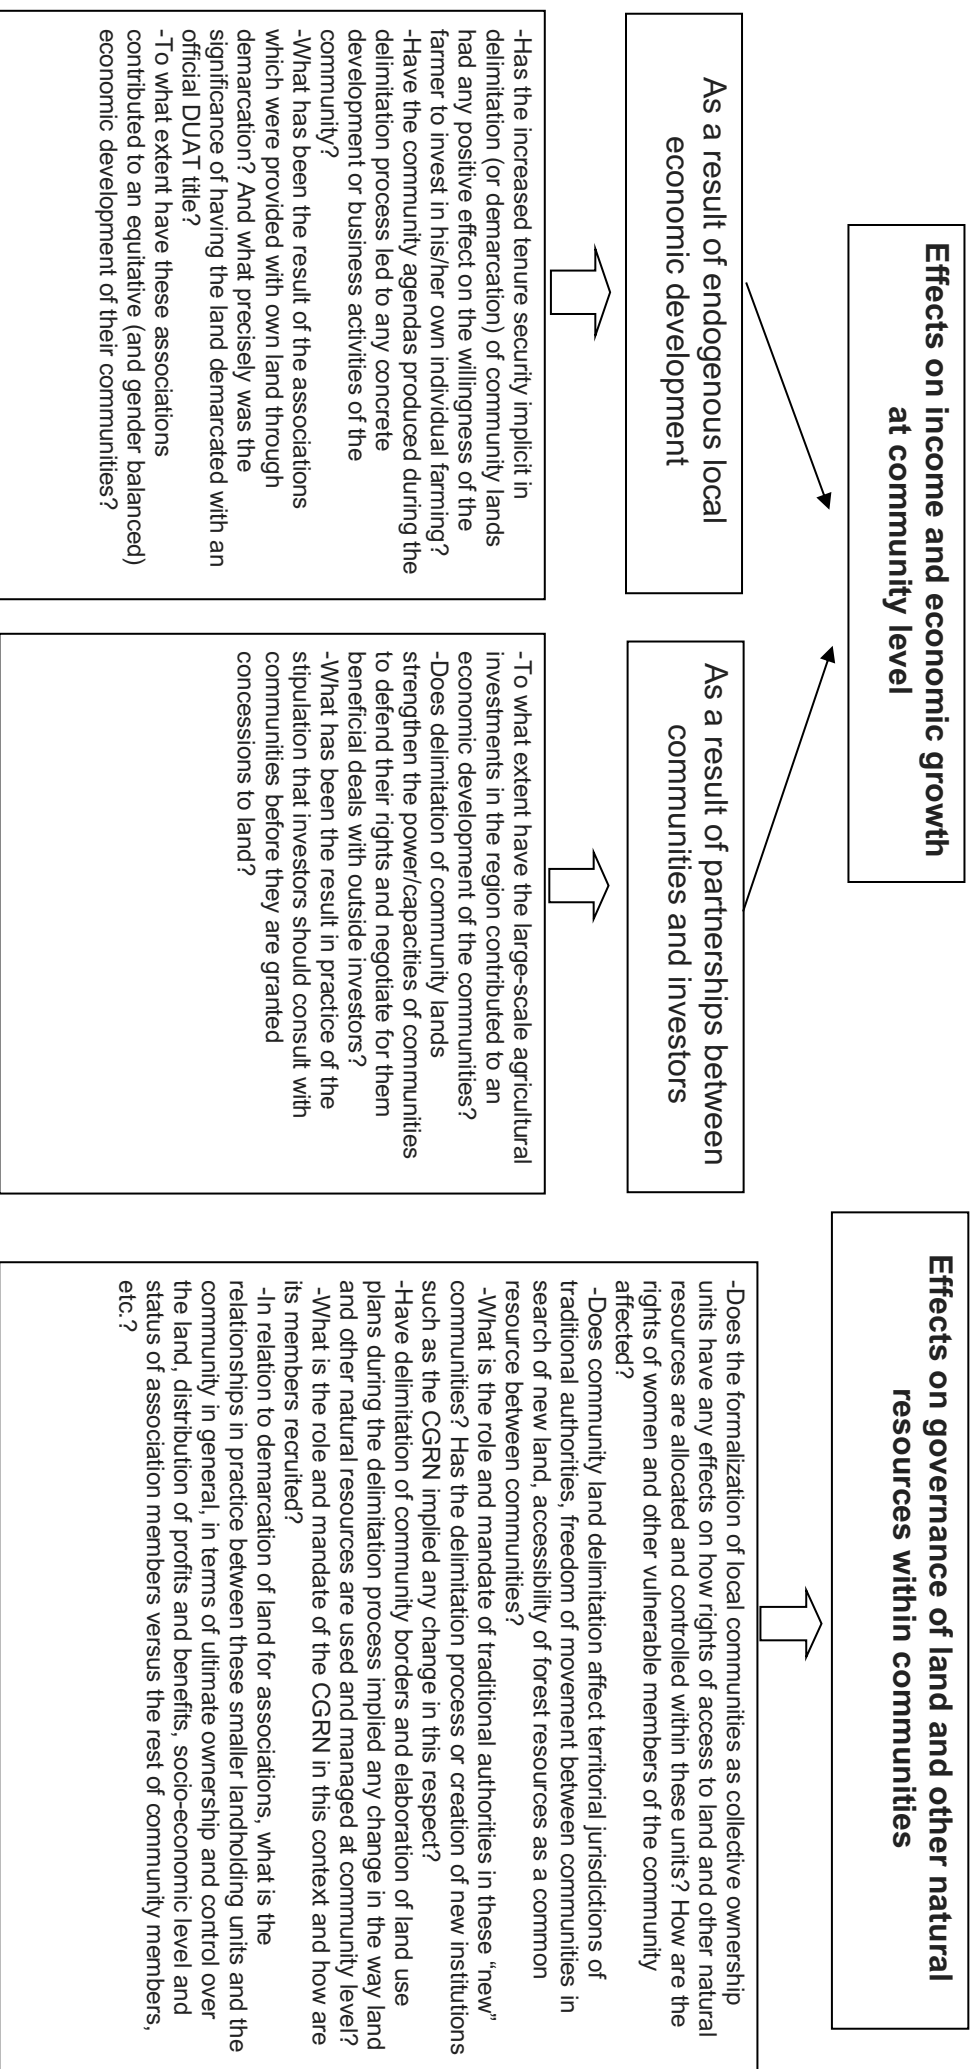 Effects on income and economic growth
at community level
As a result of endogenous local
economic development
-Has the increased tenure security implicit in
delimitation (or demarcation) of community lands
had any positive effect on the willingness of the
farmer to invest in his/her own individual farming?
-Have the community agendas produced during the
delimitation process led to any concrete
development or business activities of the
community?
-What has been the result of the associations
which were provided with own land through
demarcation? And what precisely was the
significance of having the land demarcated with an
official DUAT title?
-To what extent have these associations
contributed to an equitative (and gender balanced)
economic development of their communities?
As a result of partnerships between
communities and investors
-To what extent have the large-scale agricultural
investments in the region contributed to an
economic development of the communities?
-Does delimitation of community lands
strengthen the power/capacities of communities
to defend their rights and negotiate for them
beneficial deals with outside investors?
-What has been the result in practice of the
stipulation that investors should consult with
communities before they are granted
concessions to land?
Effects on governance of land and other natural
resources within communities
-Does the formalization of local communities as collective ownership
units have any effects on how rights of access to land and other natural
resources are allocated and controlled within these units? How are the
rights of women and other vulnerable members of the community
affected?
-Does community land delimitation affect territorial jurisdictions of
traditional authorities, freedom of movement between communities in
search of new land, accessibility of forest resources as a common
resource between communities?
-What is the role and mandate of traditional authorities in these “new”
communities? Has the delimitation process or creation of new institutions
such as the CGRN implied any change in this respect?
-Have delimitation of community borders and elaboration of land use
plans during the delimitation process implied any change in the way land
and other natural resources are used and managed at community level?
-What is the role and mandate of the CGRN in this context and how are
its members recruited?
-In relation to demarcation of land for associations, what is the
relationships in practice between these smaller landholding units and the
community in general, in terms of ultimate ownership and control over
the land, distribution of profits and benefits, socio-economic level and
status of association members versus the rest of community members,
etc.?